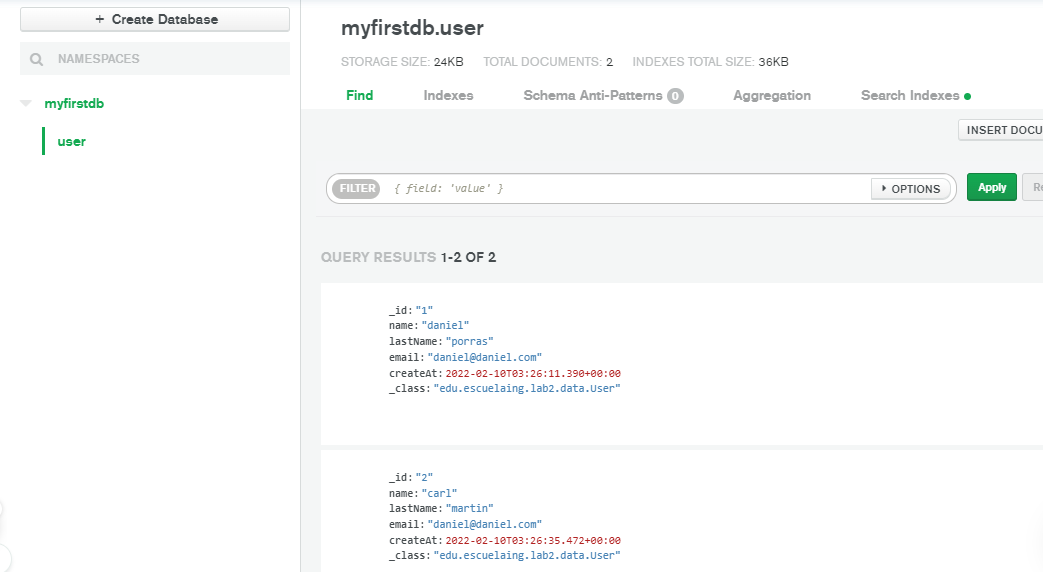 + Create Database
NAMESPACES
myfirstdb
user
myfirstdb.user
STORAGE SIZE: 24KB TOTAL DOCUMENTS: 2 INDEXES TOTAL SIZE: 36KB
Find Indexes Schema Anti-Patterns 0 Aggregation Search Indexes
INSERT DOCU
FILTER { field: 'value' } OPTIONS Apply Re
QUERY RESULTS 1-2 OF 2
_id: "1"
name: "daniel"
lastName: "porras"
email: "daniel@daniel.com"
createAt: 2022-02-10T03:26:11.390+00:00
_class: "edu.escuelaing.lab2.data.User"
_id: "2"
name: "carl"
lastName: "martin"
email: "daniel@daniel.com"
createAt: 2022-02-10T03:26:35.472+00:00
_class: "edu.escuelaing.lab2.data.User"